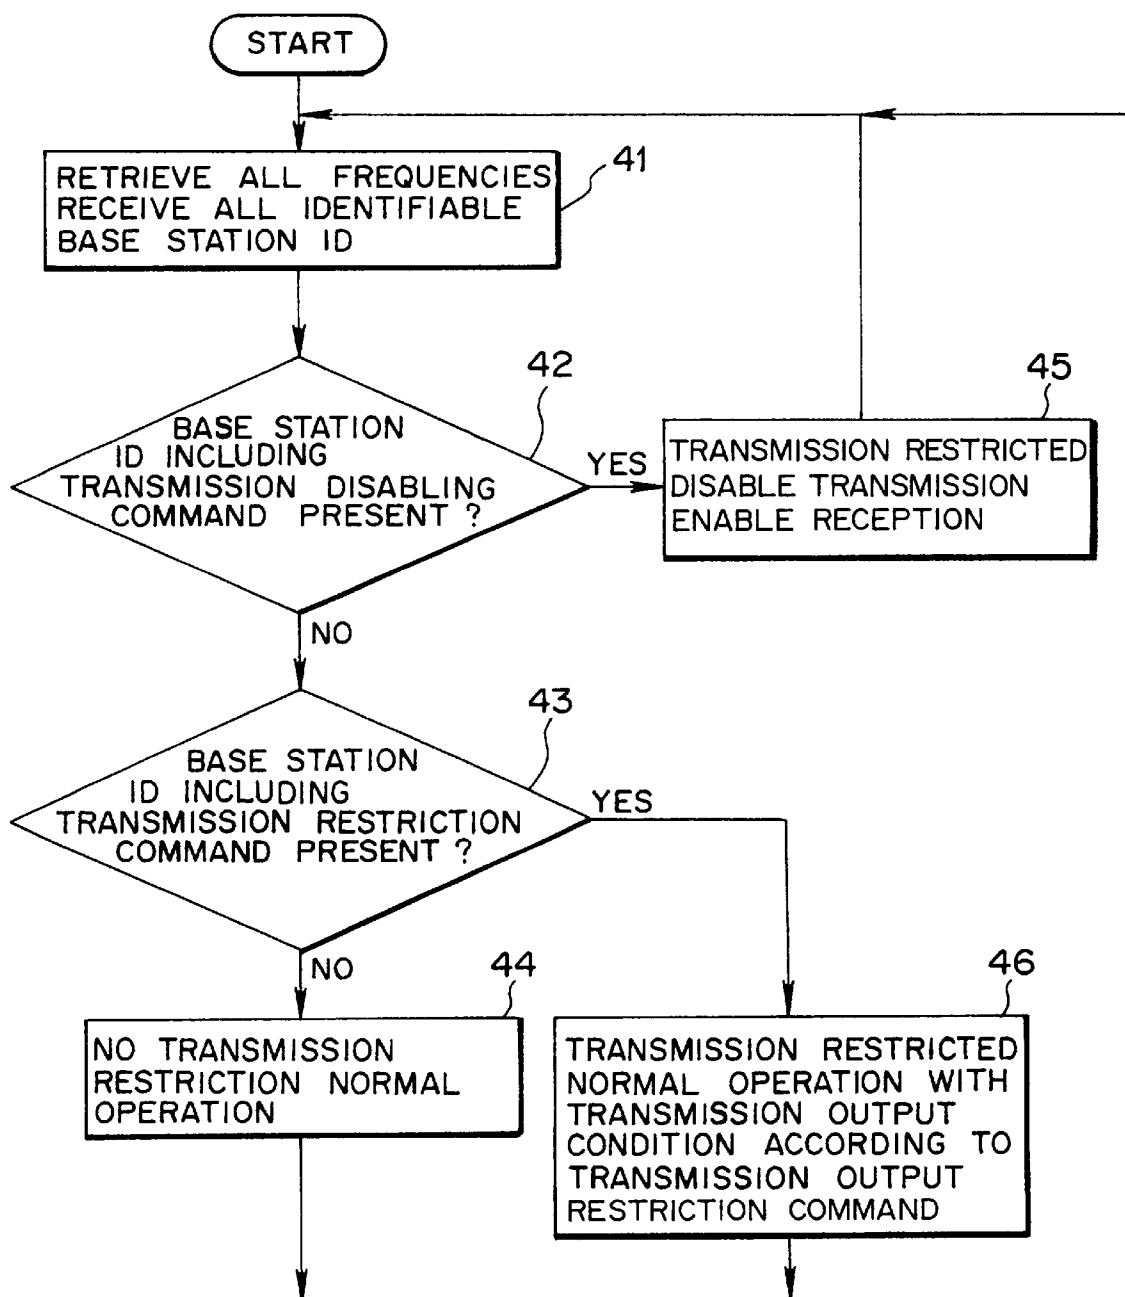 START
41
RETRIEVE ALL FREQUENCIES
RECEIVE ALL IDENTIFIABLE
BASE STATION ID
42
BASE STATION
ID INCLUDING
TRANSMISSION DISABLING
COMMAND PRESENT ?
YES
45
TRANSMISSION RESTRICTED
DISABLE TRANSMISSION
ENABLE RECEPTION
NO
43
BASE STATION
ID INCLUDING
TRANSMISSION RESTRICTION
COMMAND PRESENT ?
YES
NO
44
NO TRANSMISSION
RESTRICTION NORMAL
OPERATION
46
TRANSMISSION RESTRICTED
NORMAL OPERATION WITH
TRANSMISSION OUTPUT
CONDITION ACCORDING TO
TRANSMISSION OUTPUT
RESTRICTION COMMAND